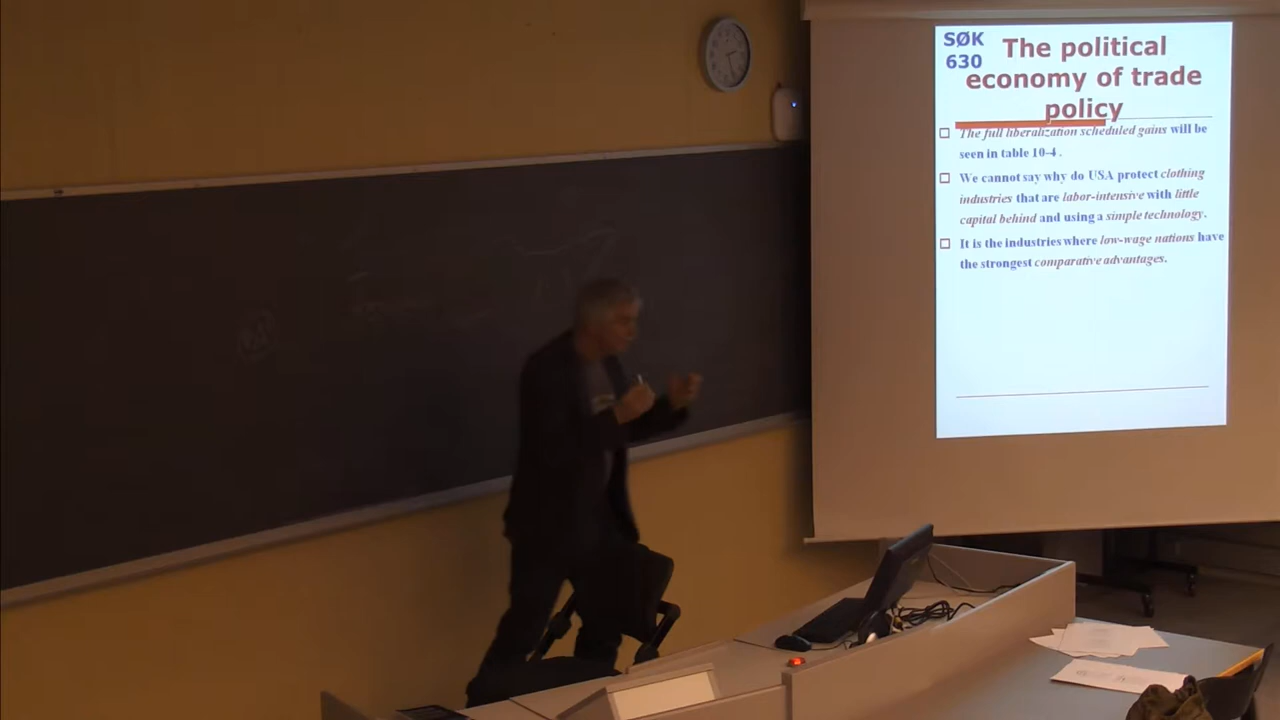 SØK
630
The political
economy of trade
policy
The full liberalization scheduled gains will be
seen in table 10-4 .
We cannot say why do USA protect clothing
industries that are labor-intensive with little
capital behind and using a simple technology.
It is the industries where low-wage nations have
the strongest comparative advantages.